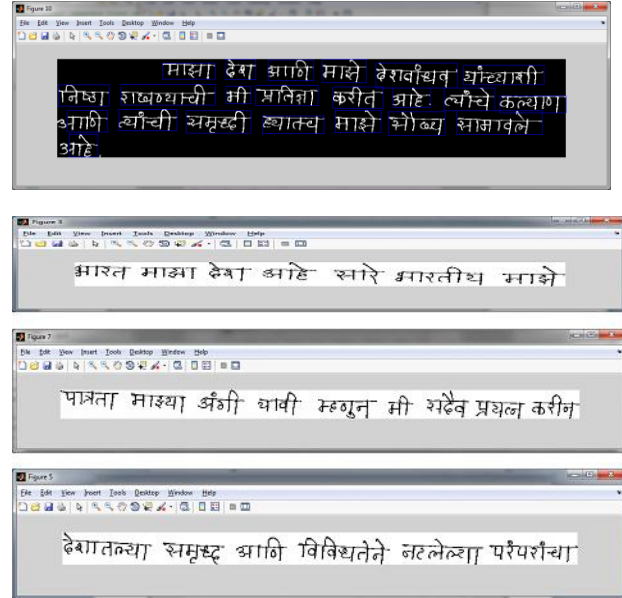 Figure 10
File Edit View Insert Tools Desktop Window Help
माझा देश आणि माझे देशबांधव यांच्याशी
निष्ठा राखण्याची मी प्रतिज्ञा करीत आहे. त्यांचे कल्याण
आणि त्यांची समृध्दी ह्यातच माझे सौख्य सामावले
आहे.
Figure 3
File Edit View Insert Tools Desktop Window Help
भारत माझा देश आहे सारे भारतीय माझे
Figure 7
File Edit View Insert Tools Desktop Window Help
पात्रता माझ्या अंगी यावी म्हणुन मी सदैव प्रयत्न करीन
Figure 5
File Edit View Insert Tools Desktop Window Help
देशातल्या समृध्द आणि विविधतेने नटलेल्या परंपरांचा